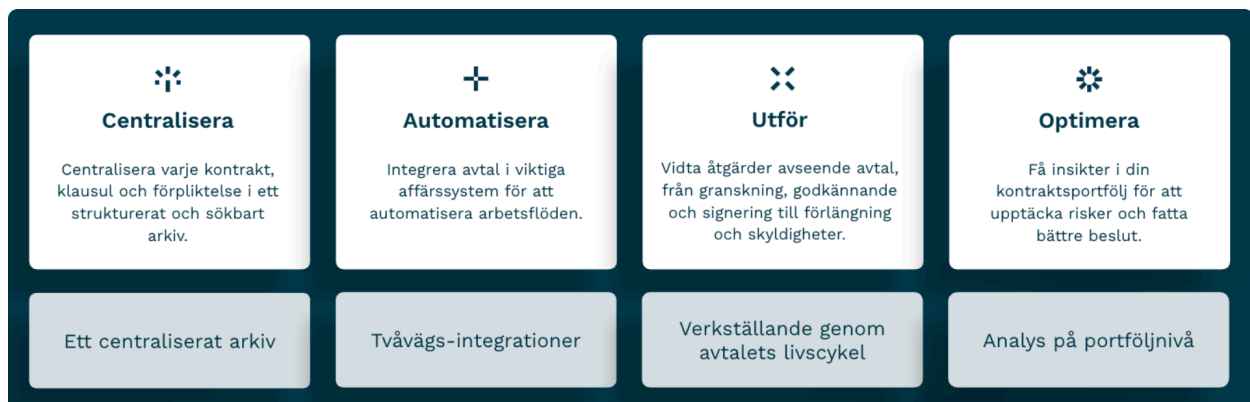 Centralisera
Centralisera varje kontrakt,
klausul och förpliktelse i ett
strukturerat och sökbart
arkiv.
Ett centraliserat arkiv
Automatisera
Integrera avtal i viktiga
affärssystem för att
automatisera arbetsflöden.
Tvåvägs-integrationer
Utför
Vidta åtgärder avseende avtal,
från granskning, godkännande
och signering till förlängning
och skyldigheter.
Verkställande genom
avtalets livscykel
Optimera
Få insikter i din
kontraktsportfölj för att
upptäcka risker och fatta
bättre beslut.
Analys på portföljnivå